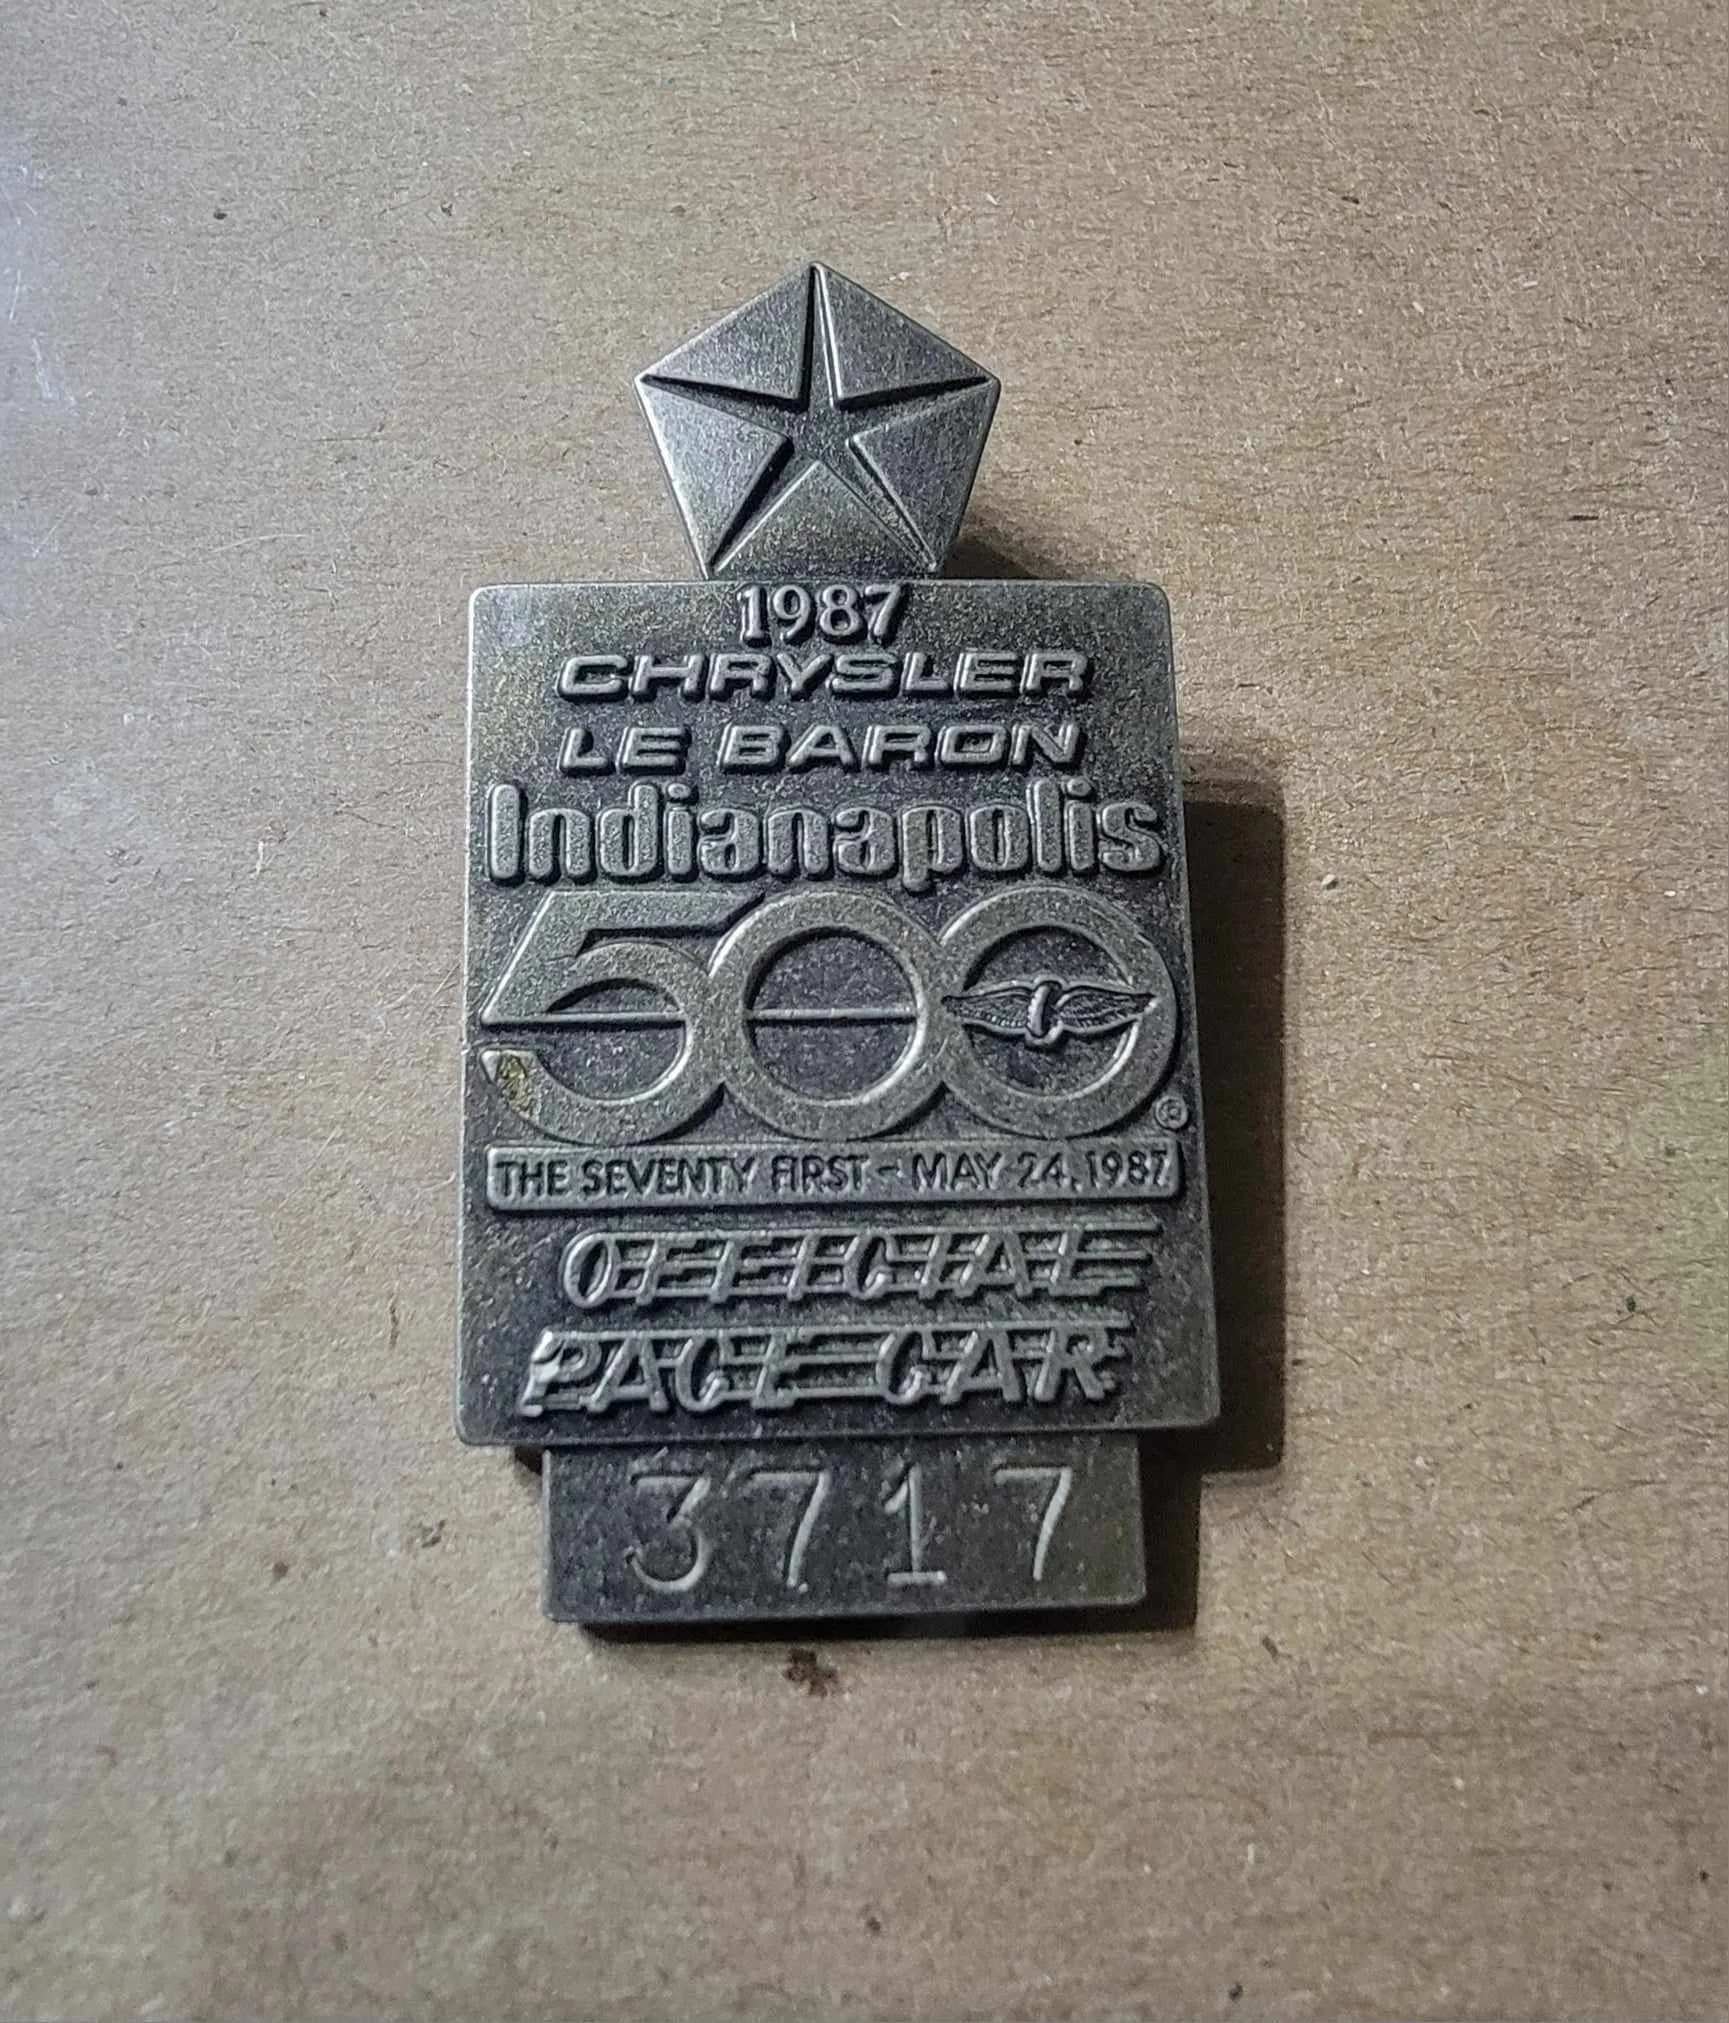 1987
CHRYSLER
LE BARON
Indianapolis
500
®
THE SEVENTY FIRST - MAY 24, 1987
OFFICIAL
PACE CAR
3717